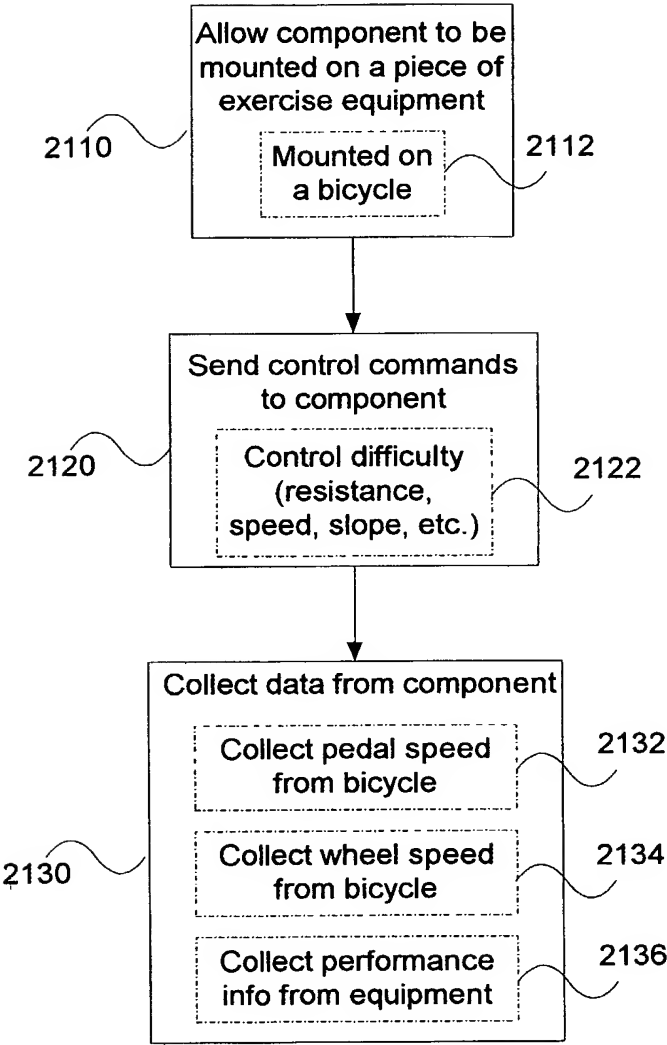 Allow component to be
mounted on a piece of
exercise equipment
2110
Mounted on
a bicycle
2112
Send control commands
to component
2120
Control difficulty
(resistance,
speed, slope, etc.)
2122
Collect data from component
2130
Collect pedal speed
from bicycle
2132
Collect wheel speed
from bicycle
2134
Collect performance
info from equipment
2136